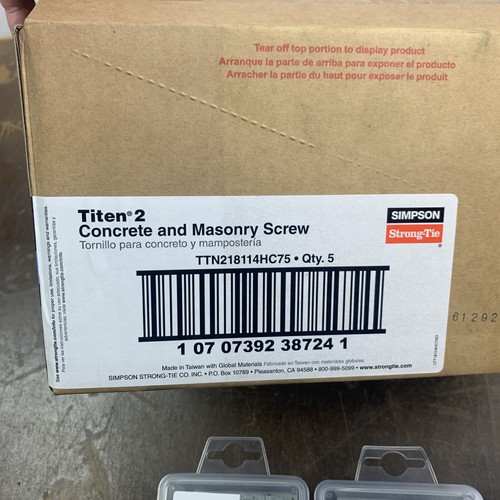 Tear off top portion to display product
Arranque la parte de arriba para exponer el producto
Arracher la partie du haut pour exposer le produit
Titen® 2
Concrete and Masonry Screw
Tornillo para concreto y mampostería
SIMPSON
Strong-Tie
®
TTN218114HC75 • Qty. 5
1 07 07392 38724 1
Made in Taiwan with Global Materials Fabricado en Taiwan con materiales globales
SIMPSON STRONG-TIE CO. INC. • P.O. Box 10789 • Pleasanton, CA 94588 • 800-999-5099 • www.strongtie.com
61292